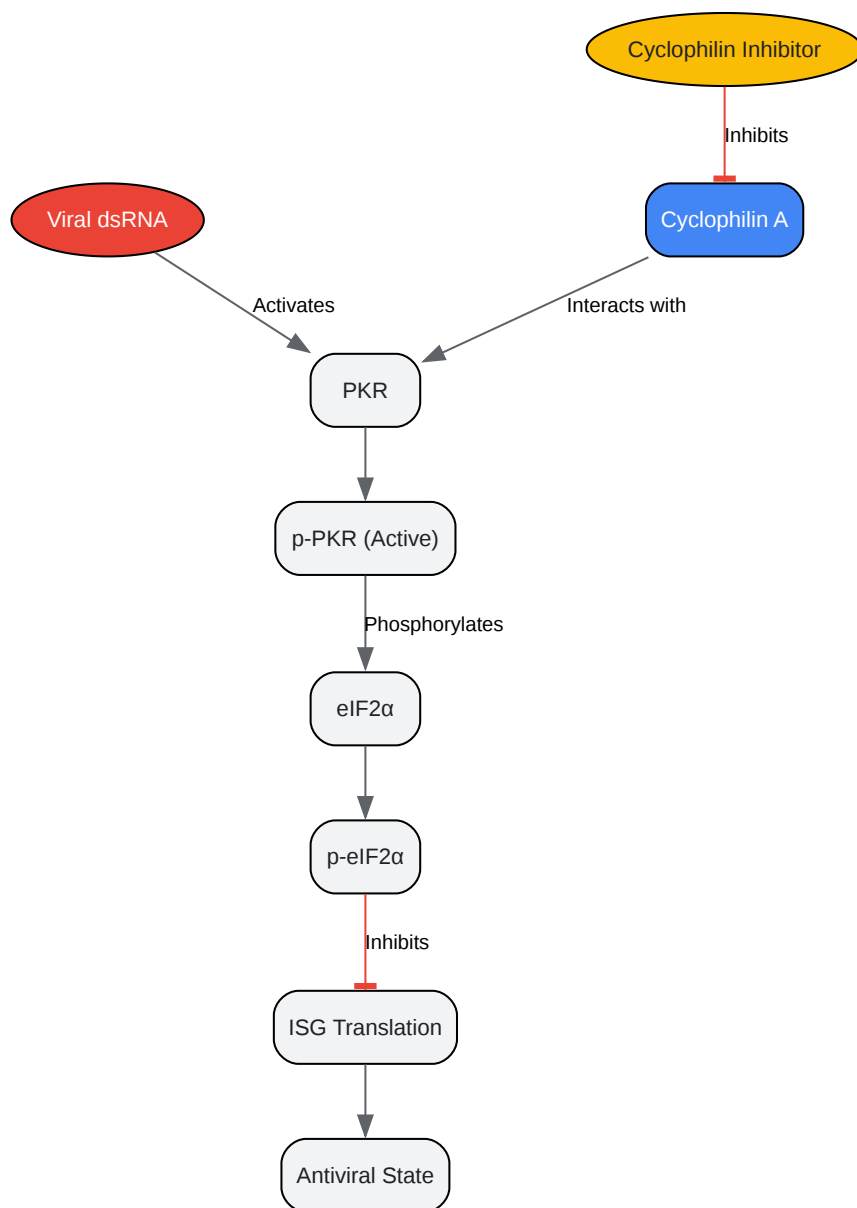 Cyclophilin Inhibitor
Inhibits
Viral dsRNA
Cyclophilin A
Activates
Interacts with
PKR
p-PKR (Active)
Phosphorylates
eIF2α
p-eIF2α
Inhibits
ISG Translation
Antiviral State